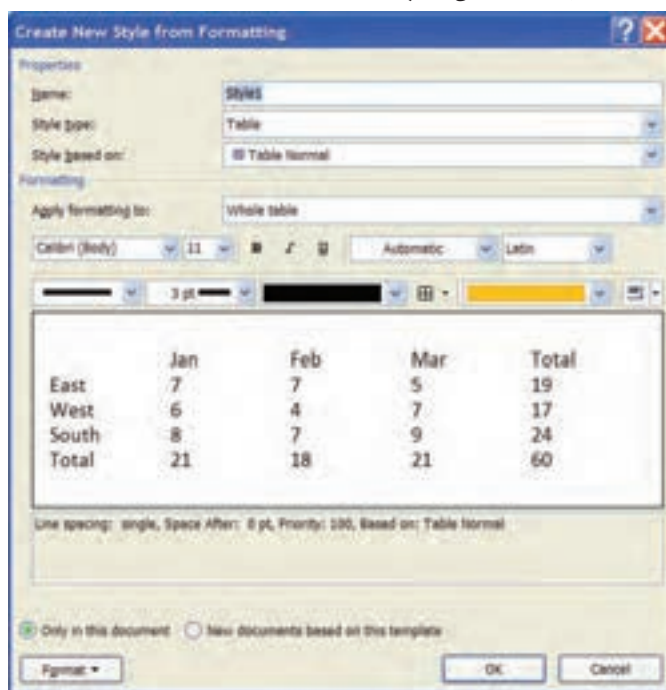 Create New Style from Formatting
Properties
Name: Style1
Style type: Table
Style based on: Table Normal
Formatting
Apply formatting to: Whole table
Calibri (Body) 11 B I U Automatic Latin
3 pt
Jan Feb Mar Total
East 7 7 5 19
West 6 4 7 17
South 8 7 9 24
Total 21 18 21 60
Line spacing: single, Space After: 0 pt, Priority: 100, Based on: Table Normal
Only in this document New documents based on this template
Format OK Cancel